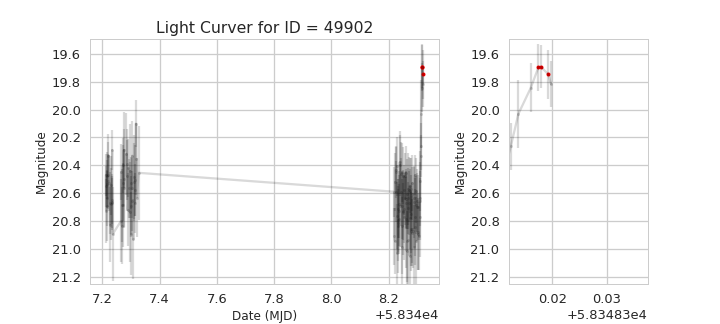 Light Curver for ID = 49902
Magnitude
19.6
19.8
20.0
20.2
20.4
20.6
20.8
21.0
21.2
7.2 7.4 7.6 7.8 8.0 8.2
Date (MJD)
+5.834e4
Magnitude
19.6
19.8
20.0
20.2
20.4
20.6
20.8
21.0
21.2
0.02 0.03
+5.83483e4